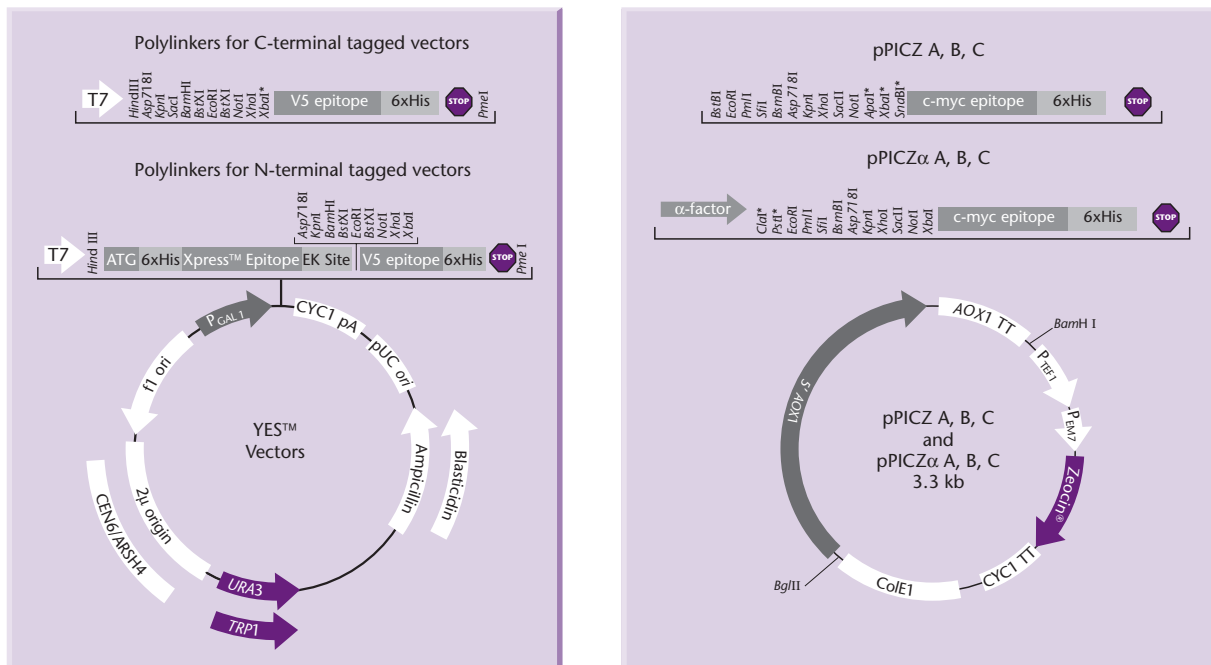 Polylinkers for C-terminal tagged vectors
T7
HindIII
Asp718I
KpnI
SacI
BamHI
BstXI
EcoRI
BstXI
NotI
XhoI
XbaI*
V5 epitope
6xHis
STOP
PmeI
Polylinkers for N-terminal tagged vectors
Asp718I
KpnI
BamHI
BstXI
EcoRI
BstXI
NotI
XhoI
XbaI
T7
Hind III
ATG
6xHis
Xpress™ Epitope
EK Site
V5 epitope
6xHis
STOP
Pme I
P GAL 1
CYC1 pA
pUC ori
f1 ori
YES™
Vectors
Ampicillin
Blasticidin
2µ origin
CEN6/ARSH4
URA3
TRP1
pPICZ A, B, C
BstBI
EcoRI
PmlI
SfiI
BsmBI
Asp718I
KpnI
XhoI
SacII
NotI
ApaI*
XbaI*
SnaBI*
c-myc epitope
6xHis
STOP
pPICZα A, B, C
α-factor
ClaI*
PstI*
EcoRI
PmlI
SfiI
BsmBI
Asp718I
KpnI
XhoI
SacII
NotI
XbaI
c-myc epitope
6xHis
STOP
AOX1 TT
BamH I
PTEF1
PEM7
5' AOX1
pPICZ A, B, C
and
pPICZα A, B, C
3.3 kb
Zeocin®
CYC1 TT
ColE1
BglII